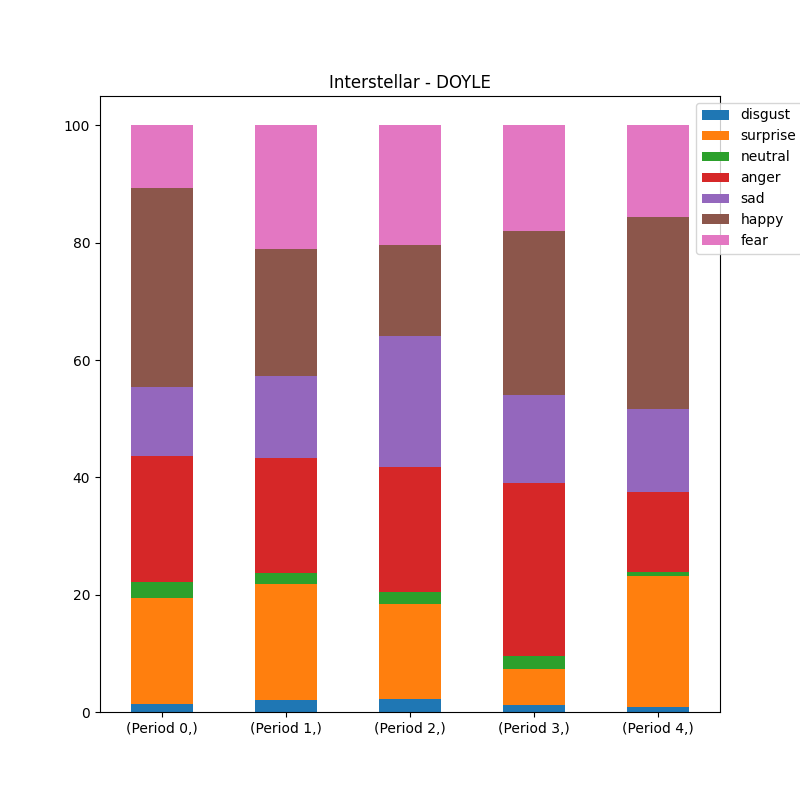 Interstellar - DOYLE
100
80
60
40
20
0
(Period 0,)
(Period 1,)
(Period 2,)
(Period 3,)
(Period 4,)
disgust
surprise
neutral
anger
sad
happy
fear